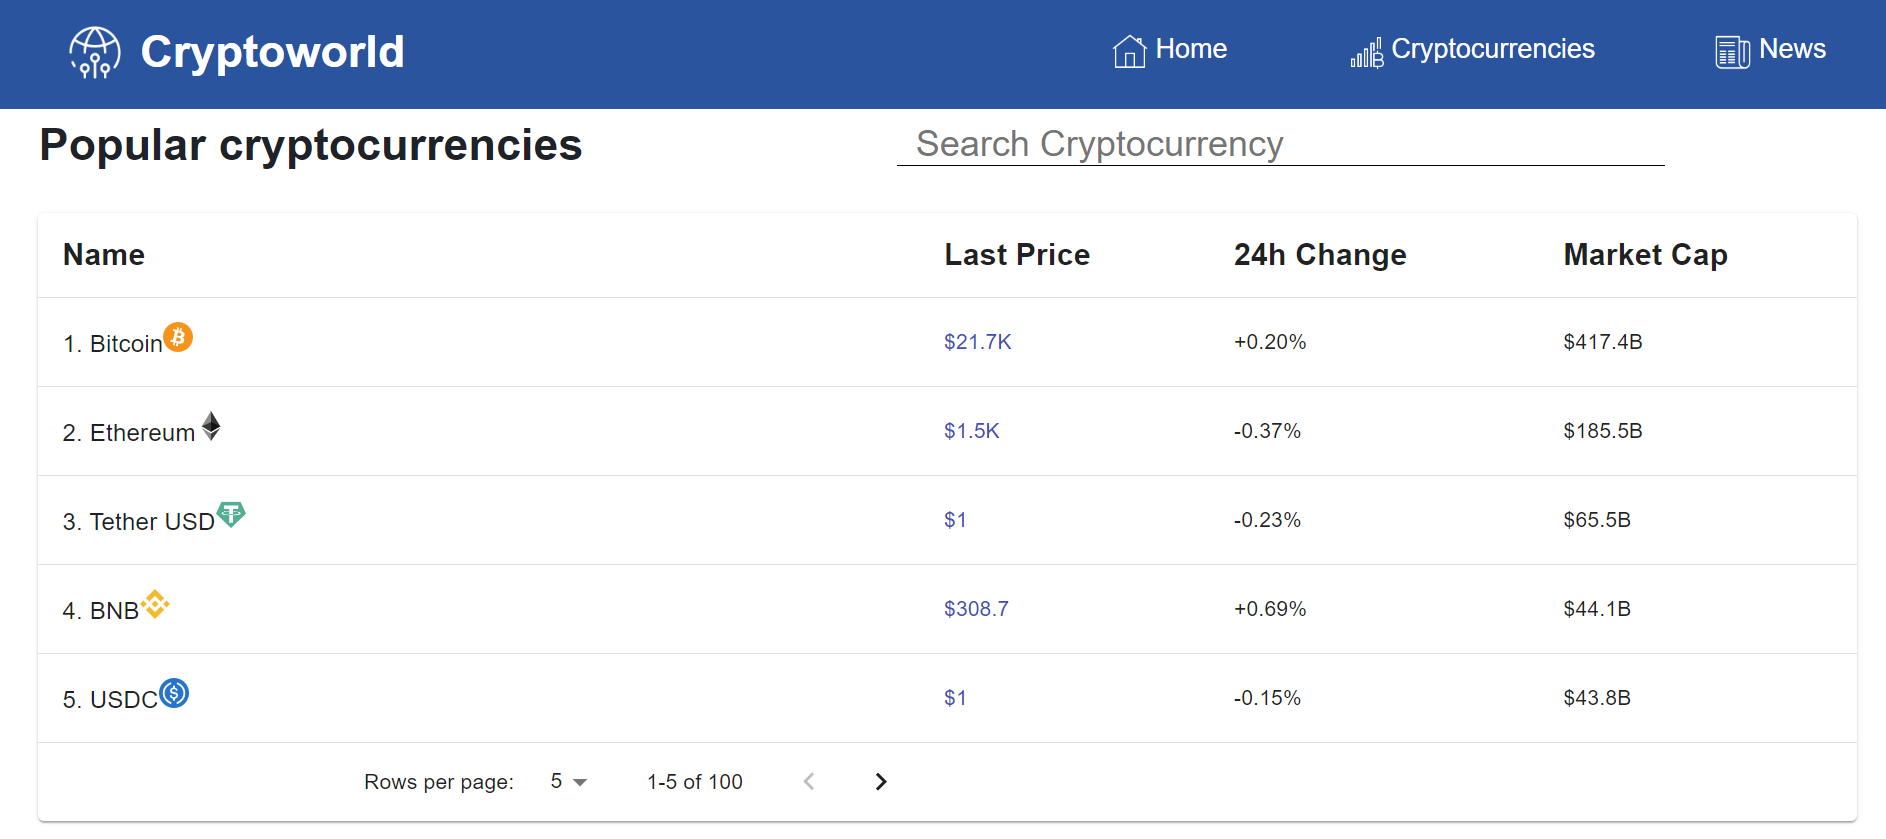 Cryptoworld Home Cryptocurrencies News
Popular cryptocurrencies Search Cryptocurrency
Name Last Price 24h Change Market Cap
1. Bitcoin $21.7K +0.20% $417.4B
2. Ethereum $1.5K -0.37% $185.5B
3. Tether USD $1 -0.23% $65.5B
4. BNB $308.7 +0.69% $44.1B
5. USDC $1 -0.15% $43.8B
Rows per page: 5 1-5 of 100